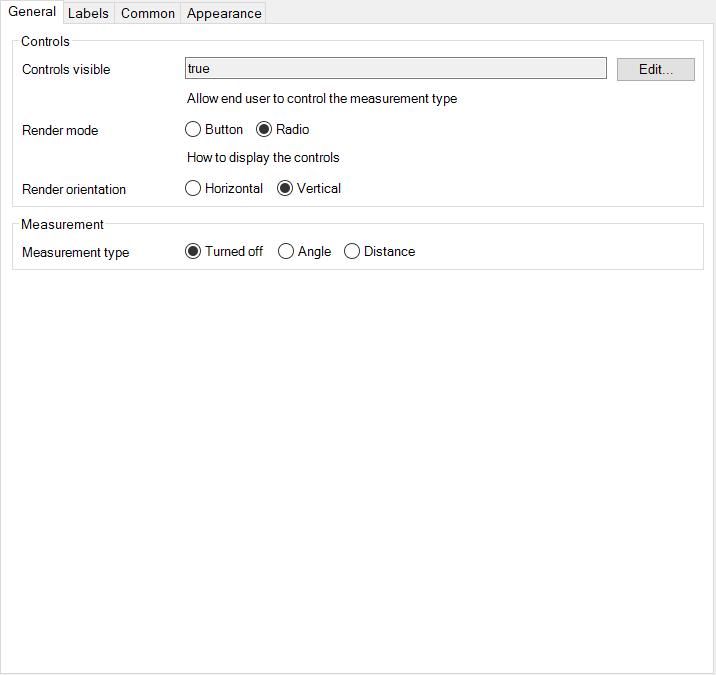 General Labels Common Appearance
Controls
Controls visible true Edit...
Allow end user to control the measurement type
Render mode Button Radio
How to display the controls
Render orientation Horizontal Vertical
Measurement
Measurement type Turned off Angle Distance